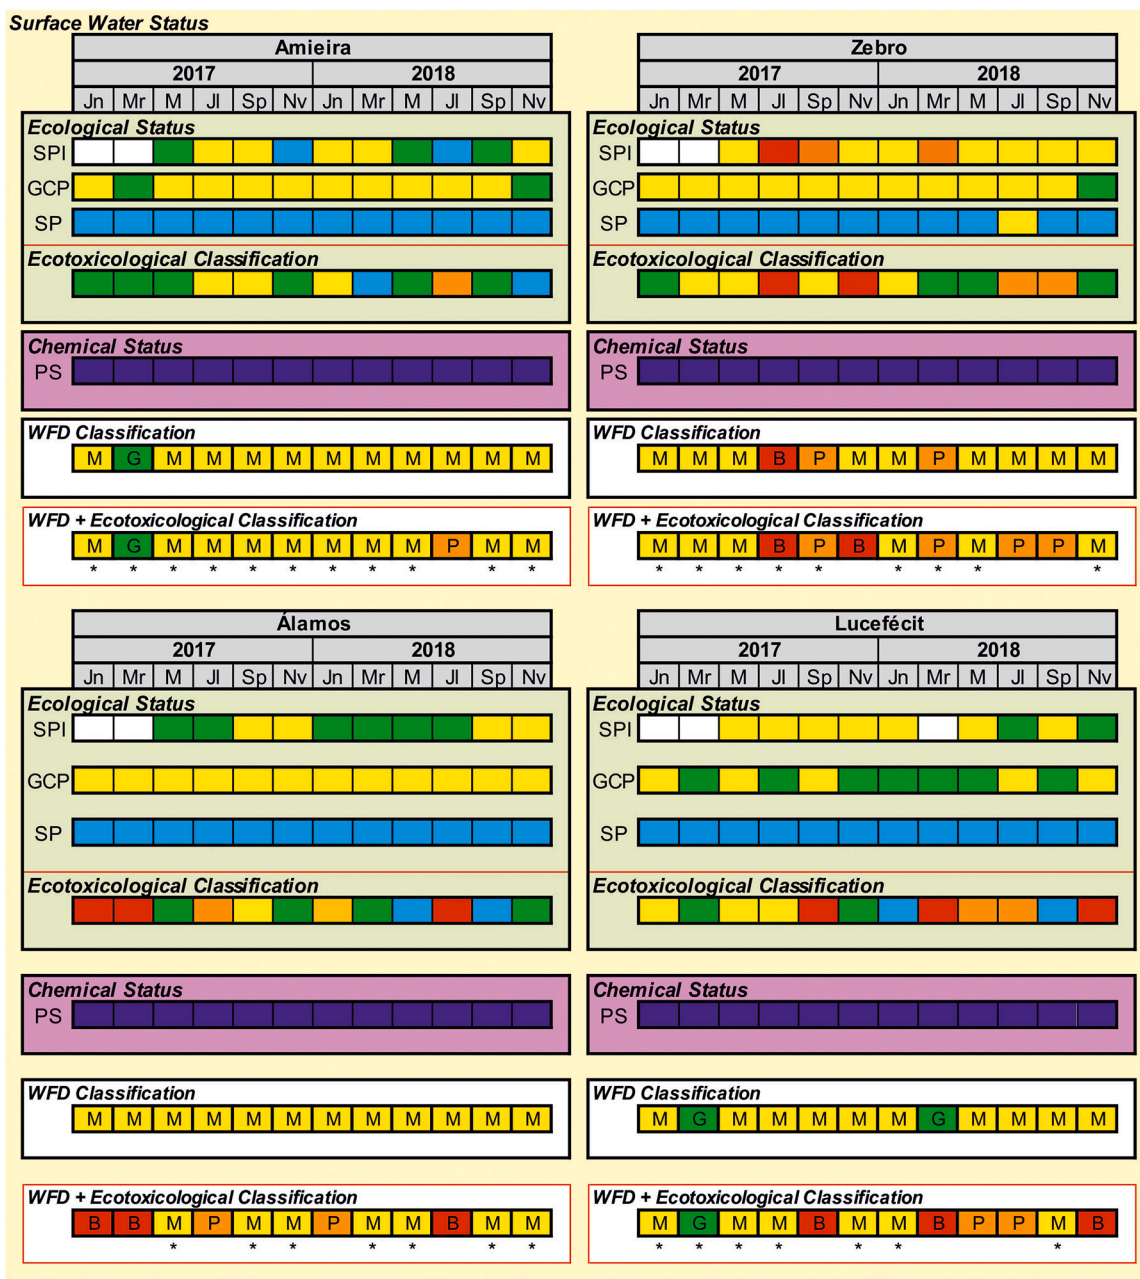 Surface Water Status
Amieira
2017 2018
Jn Mr M Jl Sp Nv Jn Mr M Jl Sp Nv
Ecological Status
SPI
GCP
SP
Ecotoxicological Classification
Chemical Status
PS
WFD Classification
M G M M M M M M M M M M
WFD + Ecotoxicological Classification
M G M M M M M M M P M M
* * * * * * * * * * *
Zebro
2017 2018
Jn Mr M Jl Sp Nv Jn Mr M Jl Sp Nv
Ecological Status
SPI
GCP
SP
Ecotoxicological Classification
Chemical Status
PS
WFD Classification
M M M B P M M P M M M M
WFD + Ecotoxicological Classification
M M M B P B M P M P P M
* * * * * * * * *
Álamos
2017 2018
Jn Mr M Jl Sp Nv Jn Mr M Jl Sp Nv
Ecological Status
SPI
GCP
SP
Ecotoxicological Classification
Chemical Status
PS
WFD Classification
M M M M M M M M M M M M
WFD + Ecotoxicological Classification
B B M P M M P M M B M M
* * * * * * *
Lucefécit
2017 2018
Jn Mr M Jl Sp Nv Jn Mr M Jl Sp Nv
Ecological Status
SPI
GCP
SP
Ecotoxicological Classification
Chemical Status
PS
WFD Classification
M G M M M M M G M M M M
WFD + Ecotoxicological Classification
M G M M B M M B P P M B
* * * * * * *